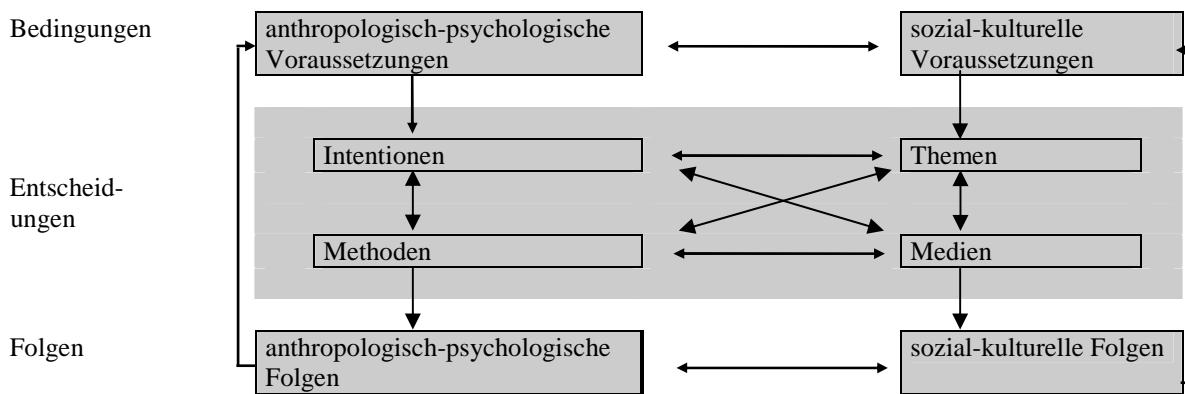 Bedingungen
anthropologisch-psychologische
Voraussetzungen
sozial-kulturelle
Voraussetzungen
Entscheid-
ungen
Intentionen
Themen
Methoden
Medien
Folgen
anthropologisch-psychologische
Folgen
sozial-kulturelle Folgen